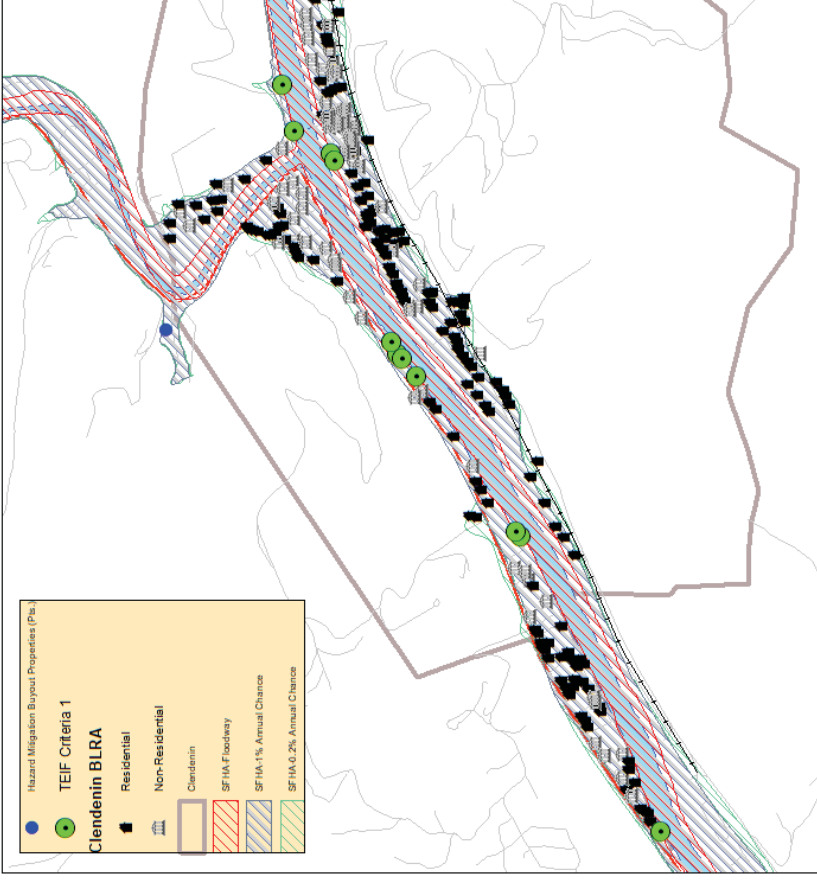 Hazard Mitigation Buyout Properties (Pts.)
TEIF Criteria 1
Clendenin BLRA
Residential
Non-Residential
Clendenin
SFHA-Floodway
SFHA-1% Annual Chance
SFHA-0.2% Annual Chance